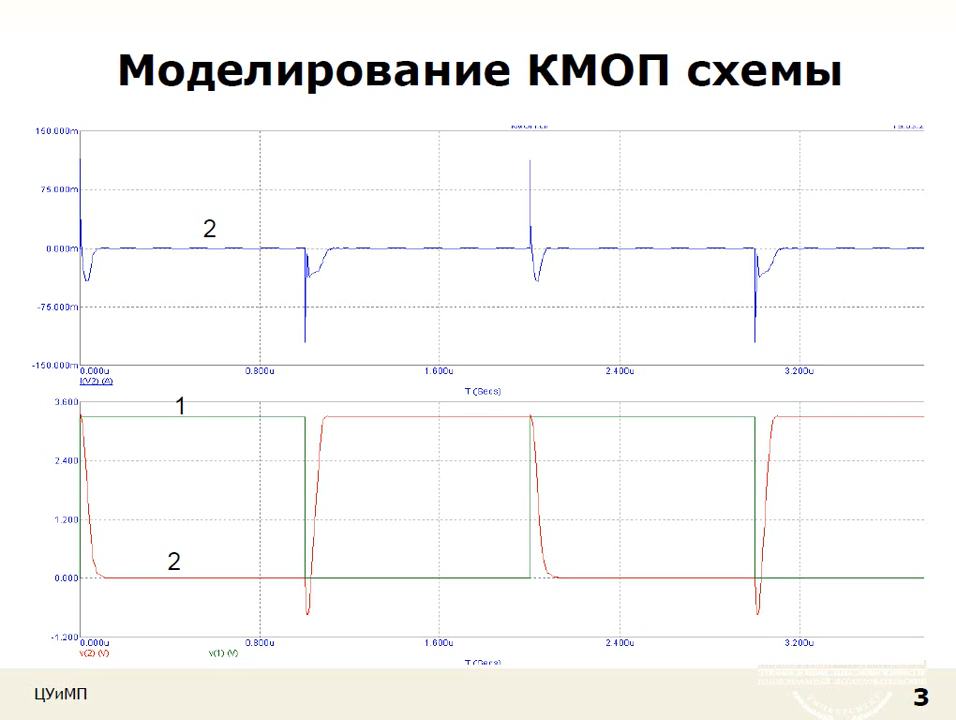 Моделирование КМОП схемы
150.000m
75.000m
2
0.000m
-75.000m
-150.000m
0.000u 0.800u 1.600u 2.400u 3.200u
I(V2) (A)
T (Secs)
3.600
1
2.400
1.200
2
0.000
-1.200
0.000u 0.800u 1.600u 2.400u 3.200u
v(2) (V) v(1) (V)
T (Secs)
ЦУиМП
3